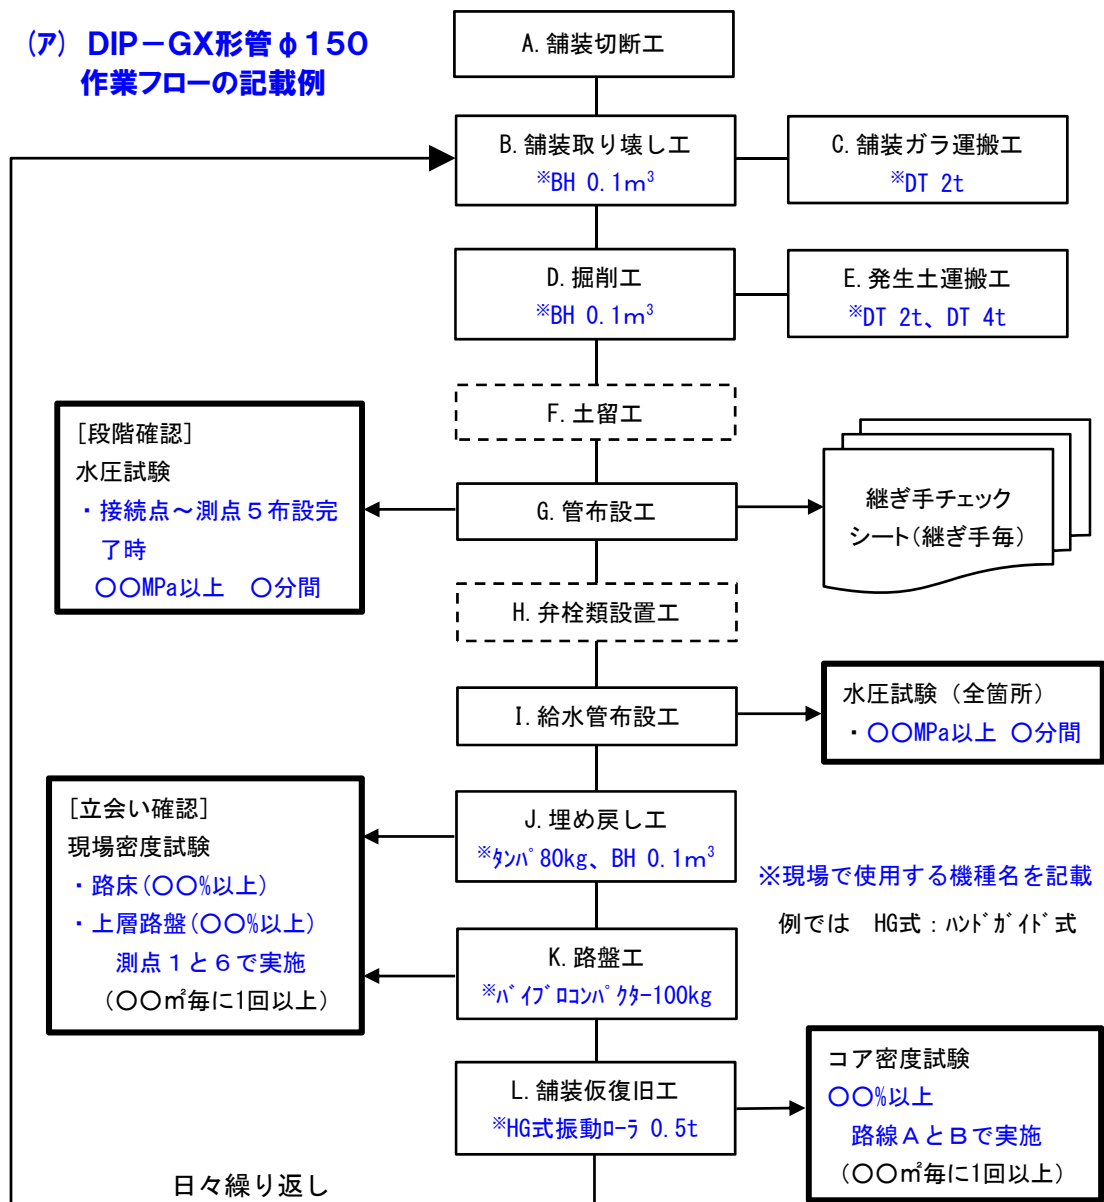 (ア) DIP－GX形管φ150
作業フローの記載例
A.舗装切断工
B.舗装取り壊し工
※BH 0.1m³
C.舗装ガラ運搬工
※DT 2t
D.掘削工
※BH 0.1m³
E.発生土運搬工
※DT 2t、DT 4t
F.土留工
[段階確認]
水圧試験
・接続点～測点５布設完
了時
〇〇MPa以上　〇分間
G.管布設工
継ぎ手チェック
シート(継ぎ手毎)
H.弁栓類設置工
I.給水管布設工
水圧試験（全箇所）
・〇〇MPa以上 〇分間
[立会い確認]
現場密度試験
・路床(〇〇%以上)
・上層路盤(〇〇%以上)
測点１と６で実施
（〇〇㎡毎に1回以上）
J.埋め戻し工
※ﾀﾝﾊﾟ80kg、BH 0.1m³
※現場で使用する機種名を記載
例では　HG式：ﾊﾝﾄﾞｶﾞｲﾄﾞ式
K.路盤工
※ﾊﾞｲﾌﾞﾛｺﾝﾊﾟｸﾀｰ100kg
L.舗装仮復旧工
※HG式振動ﾛｰﾗ 0.5t
コア密度試験
〇〇%以上
路線ＡとＢで実施
（〇〇㎡毎に1回以上）
日々繰り返し